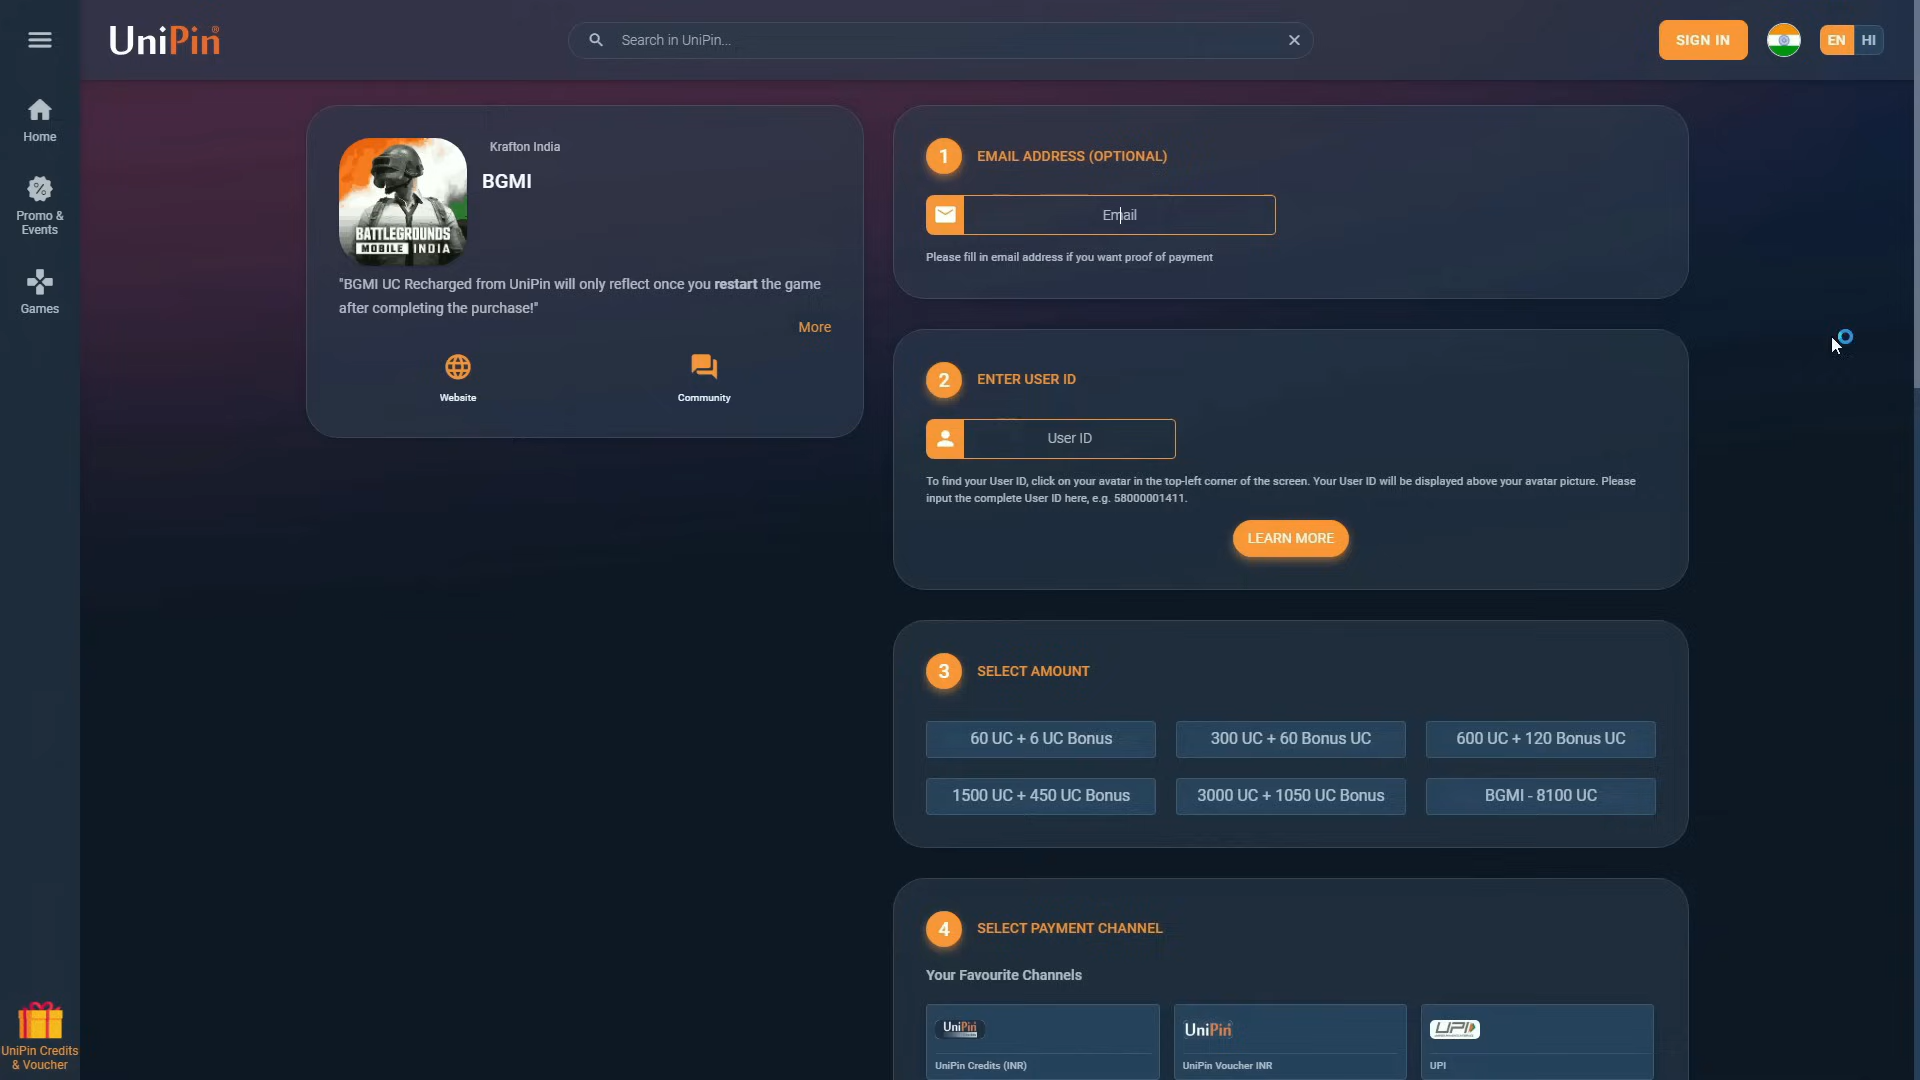 UniPin®
Search in UniPin...
SIGN IN
EN
HI
Home
Promo &
Events
Games
UniPin Credits
& Voucher
BATTLEGROUNDS
MOBILE INDIA
Krafton India
BGMI
"BGMI UC Recharged from UniPin will only reflect once you restart the game
after completing the purchase!"
More
Website
Community
1
EMAIL ADDRESS (OPTIONAL)
Email
Please fill in email address if you want proof of payment
2
ENTER USER ID
User ID
To find your User ID, click on your avatar in the top-left corner of the screen. Your User ID will be displayed above your avatar picture. Please
input the complete User ID here, e.g. 58000001411.
LEARN MORE
3
SELECT AMOUNT
60 UC + 6 UC Bonus
300 UC + 60 Bonus UC
600 UC + 120 Bonus UC
1500 UC + 450 UC Bonus
3000 UC + 1050 UC Bonus
BGMI - 8100 UC
4
SELECT PAYMENT CHANNEL
Your Favourite Channels
UniPin
UniPin
UPI
UniPin Credits (INR)
UniPin Voucher INR
UPI